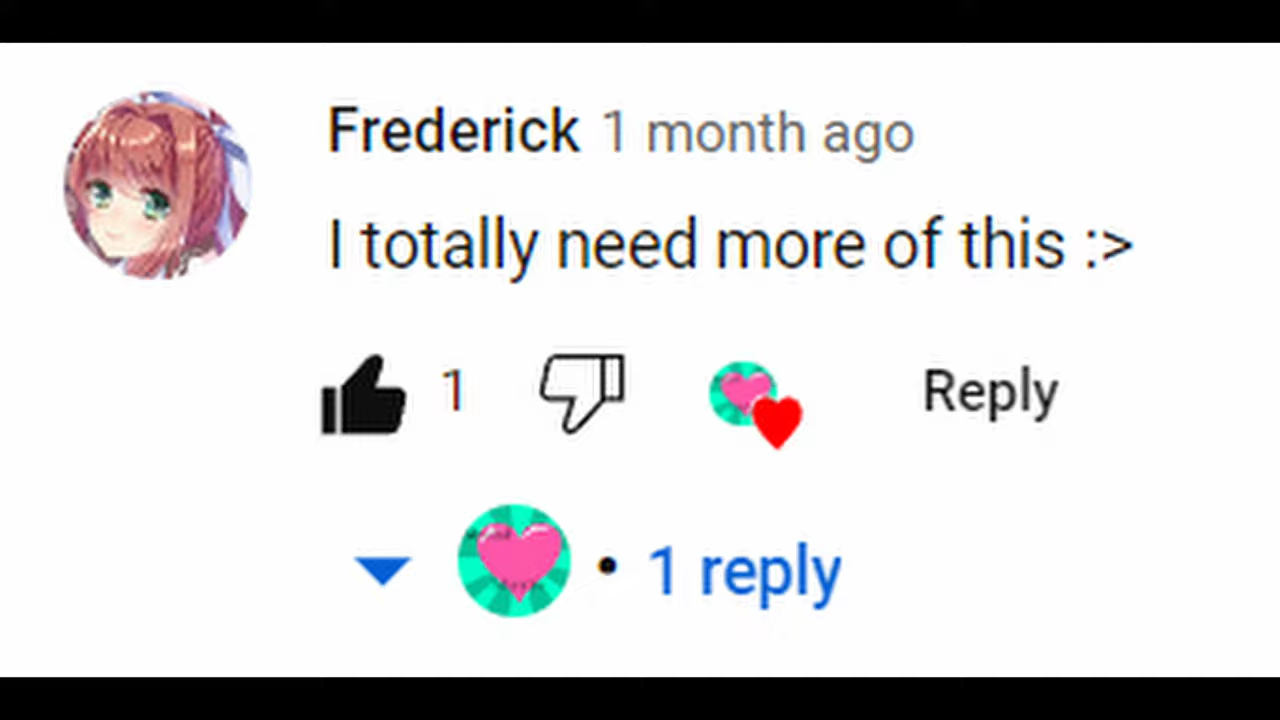 Frederick 1 month ago
I totally need more of this :>
1 Reply
• 1 reply